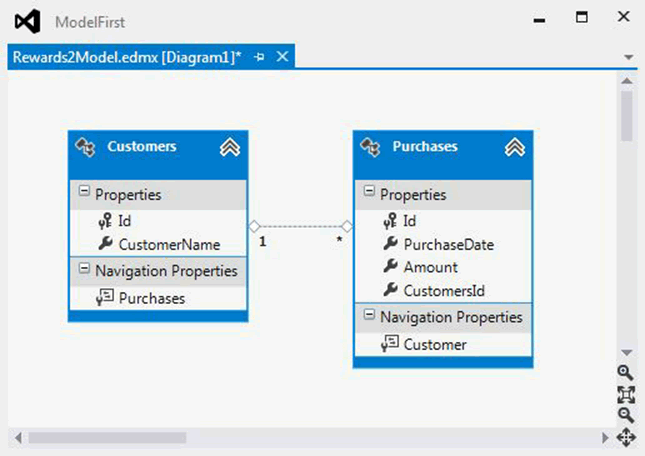 ModelFirst
Rewards2Model.edmx [Diagram1]*
Customers
Properties
Id
CustomerName
Navigation Properties
Purchases
1
*
Purchases
Properties
Id
PurchaseDate
Amount
CustomersId
Navigation Properties
Customer